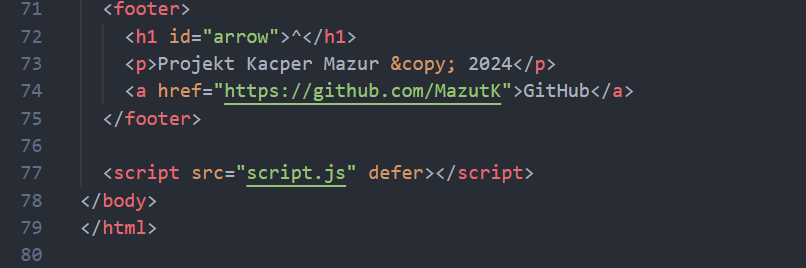 71 <footer>
72 <h1 id="arrow">^</h1>
73 <p>Projekt Kacper Mazur &copy; 2024</p>
74 <a href="https://github.com/MazutK">GitHub</a>
75 </footer>
76
77 <script src="script.js" defer></script>
78 </body>
79 </html>
80